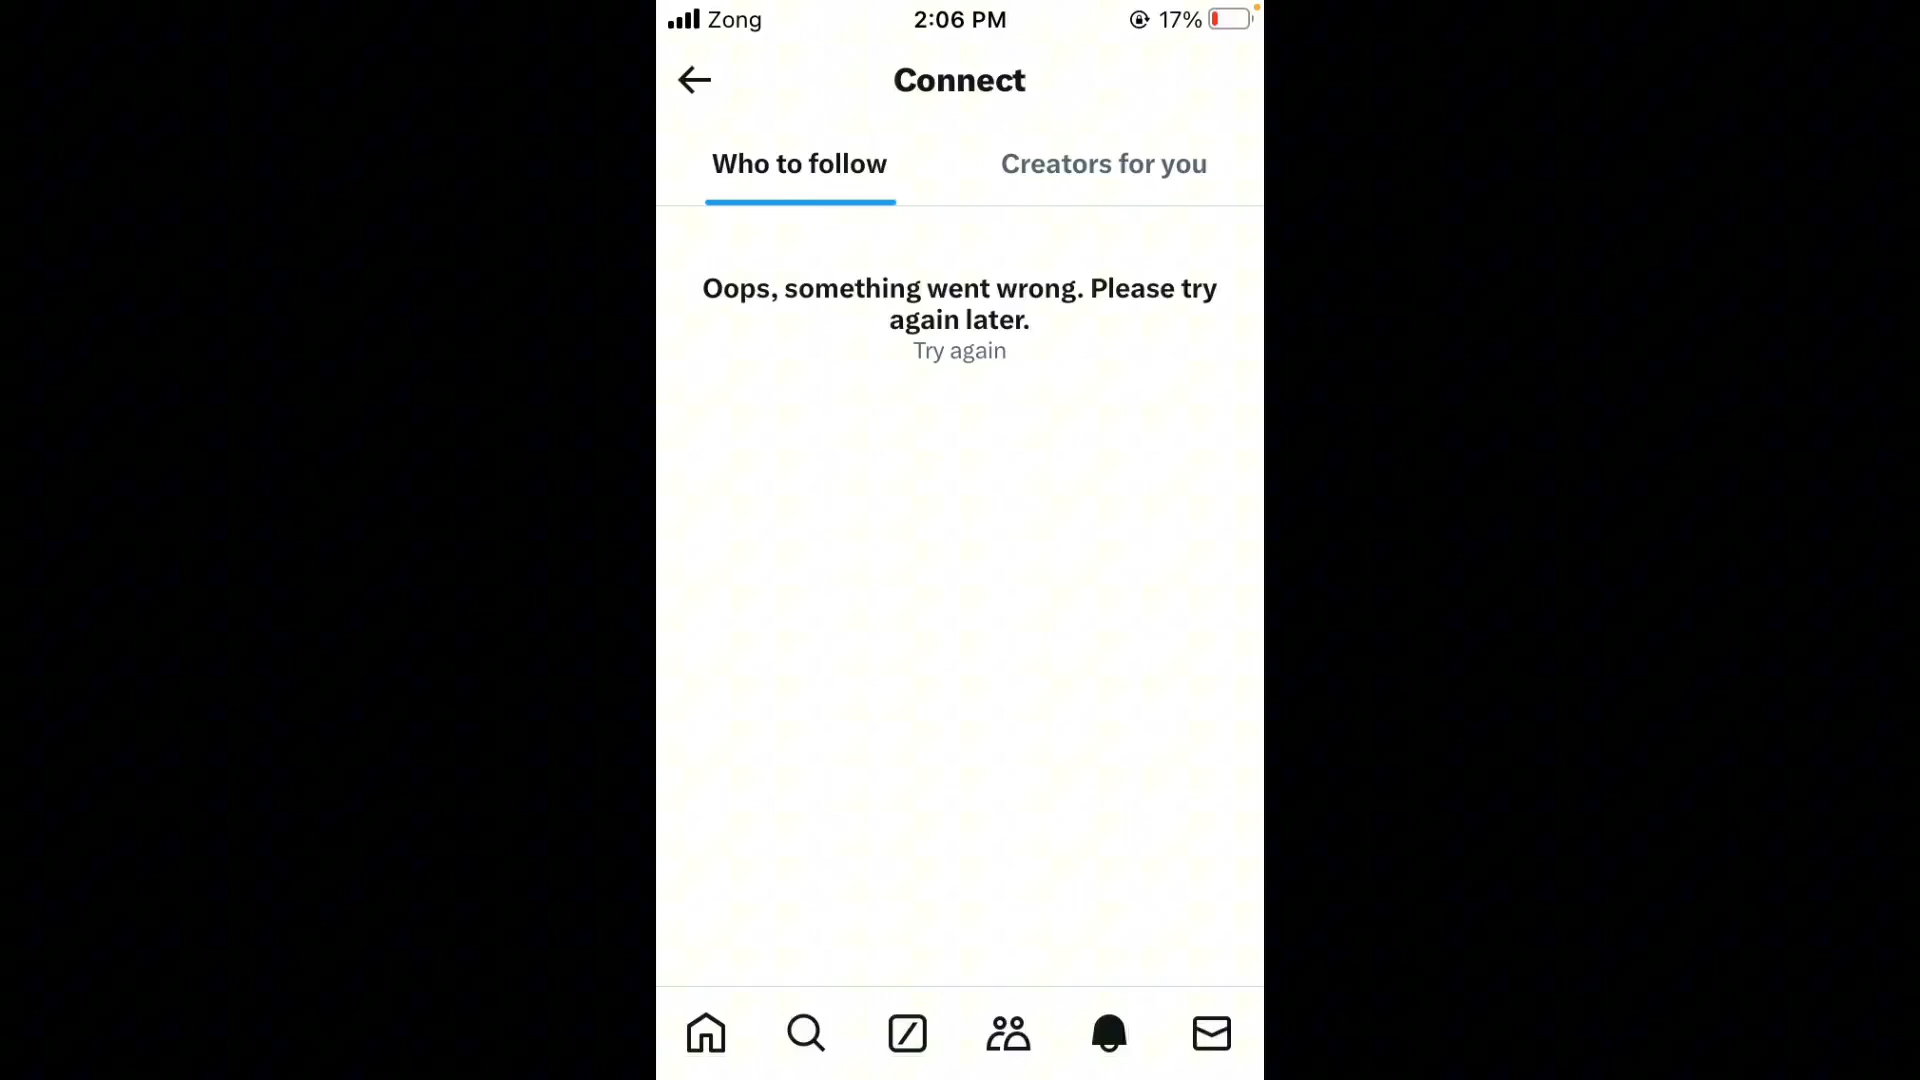 Zong
2:06 PM
17%
Connect
Who to follow
Creators for you
Oops, something went wrong. Please try
again later.
Try again